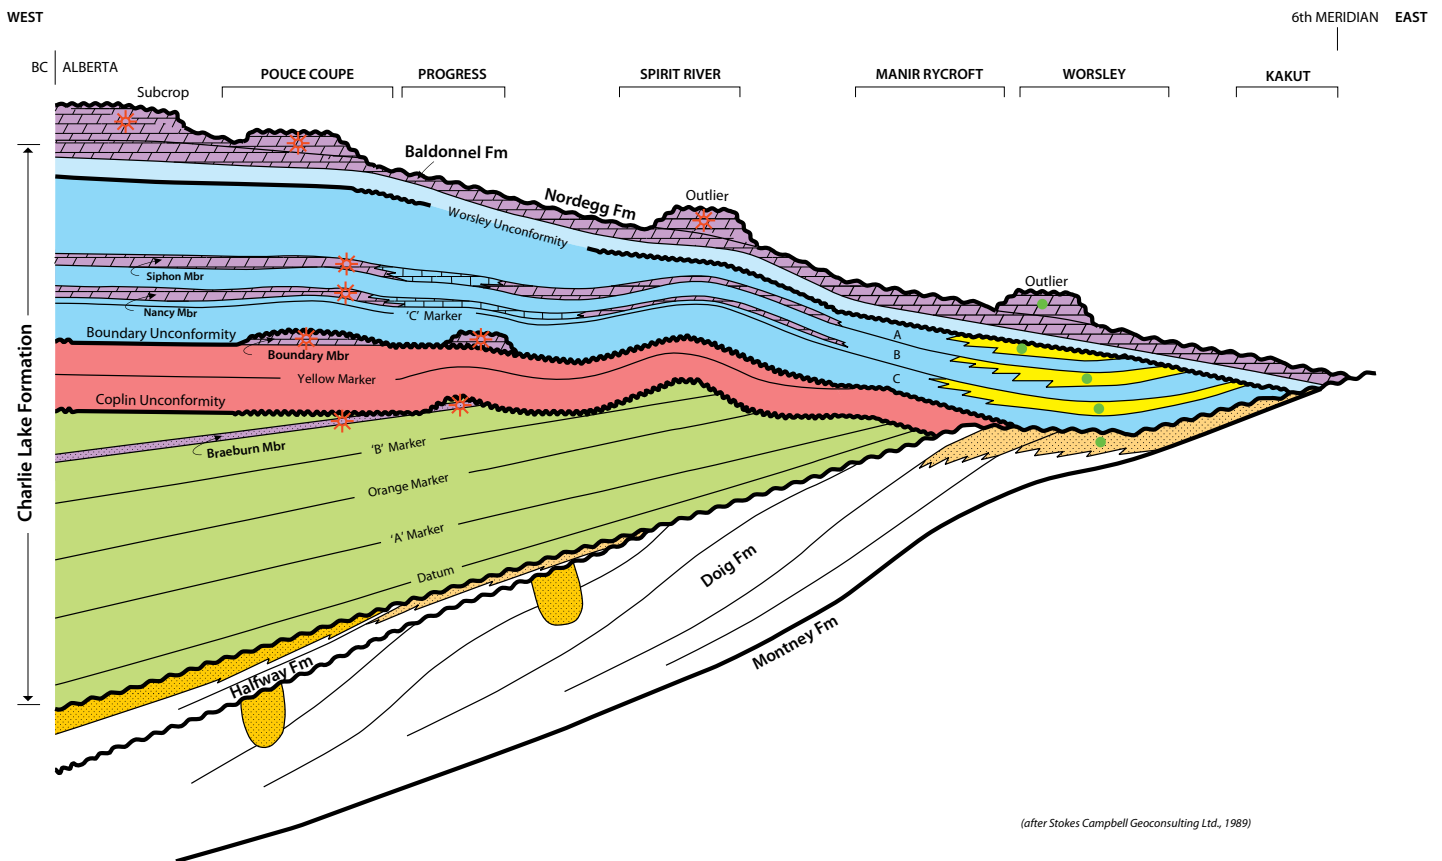 WEST
6th MERIDIAN EAST
BC ALBERTA
POUCE COUPE
PROGRESS
SPIRIT RIVER
MANIR RYCROFT
WORSLEY
KAKUT
Subcrop
Baldonnel Fm
Nordegg Fm
Outlier
Worsley Unconformity
Siphon Mbr
Outlier
Nancy Mbr
‘C’ Marker
Boundary Unconformity
Boundary Mbr
A
B
C
Yellow Marker
Coplin Unconformity
Braeburn Mbr
‘B’ Marker
Orange Marker
‘A’ Marker
Datum
Charlie Lake Formation
Halfway Fm
Doig Fm
Montney Fm
(after Stokes Campbell Geoconsulting Ltd., 1989)